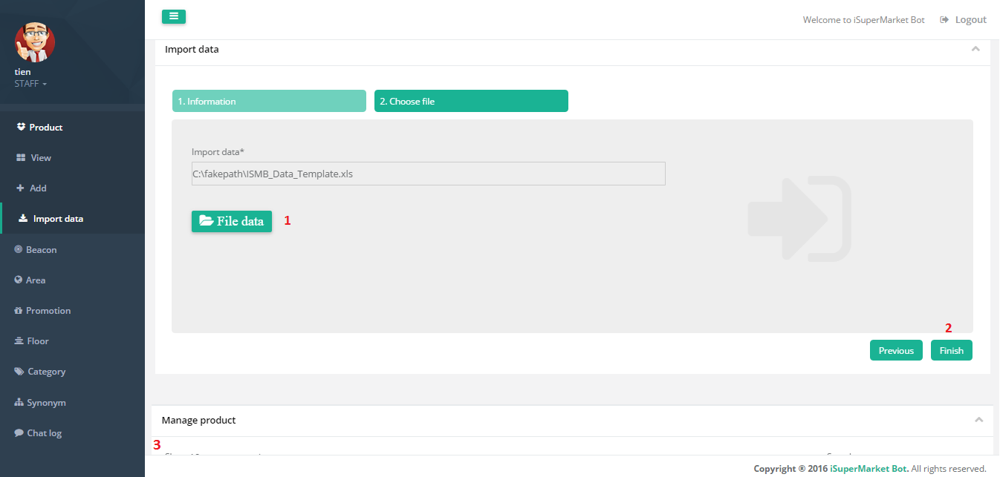 tien
STAFF
Product
View
Add
Import data
Beacon
Area
Promotion
Floor
Category
Synonym
Chat log
Welcome to iSuperMarket Bot
Logout
Import data
1. Information
2. Choose file
Import data*
C:\fakepath\ISMB_Data_Template.xls
File data
1
2
Previous
Finish
Manage product
3
Copyright ® 2016 iSuperMarket Bot. All rights reserved.